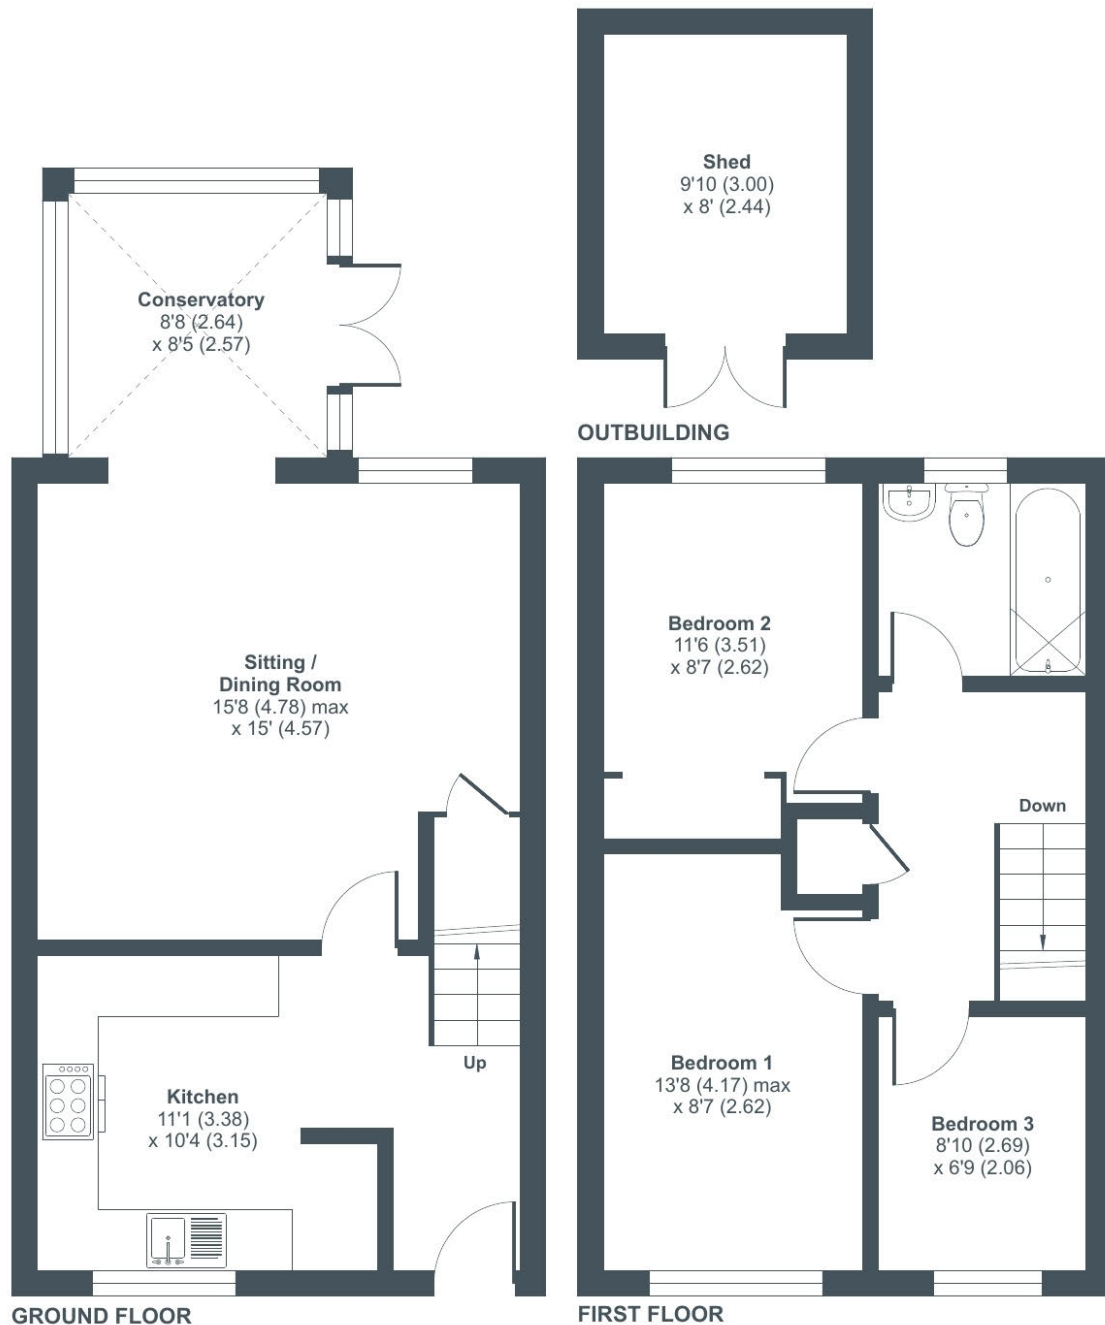 Shed
9'10 (3.00)
x 8' (2.44)
OUTBUILDING
Conservatory
8'8 (2.64)
x 8'5 (2.57)
Sitting /
Dining Room
15'8 (4.78) max
x 15' (4.57)
Up
Kitchen
11'1 (3.38)
x 10'4 (3.15)
GROUND FLOOR
Bedroom 2
11'6 (3.51)
x 8'7 (2.62)
Down
Bedroom 1
13'8 (4.17) max
x 8'7 (2.62)
Bedroom 3
8'10 (2.69)
x 6'9 (2.06)
FIRST FLOOR